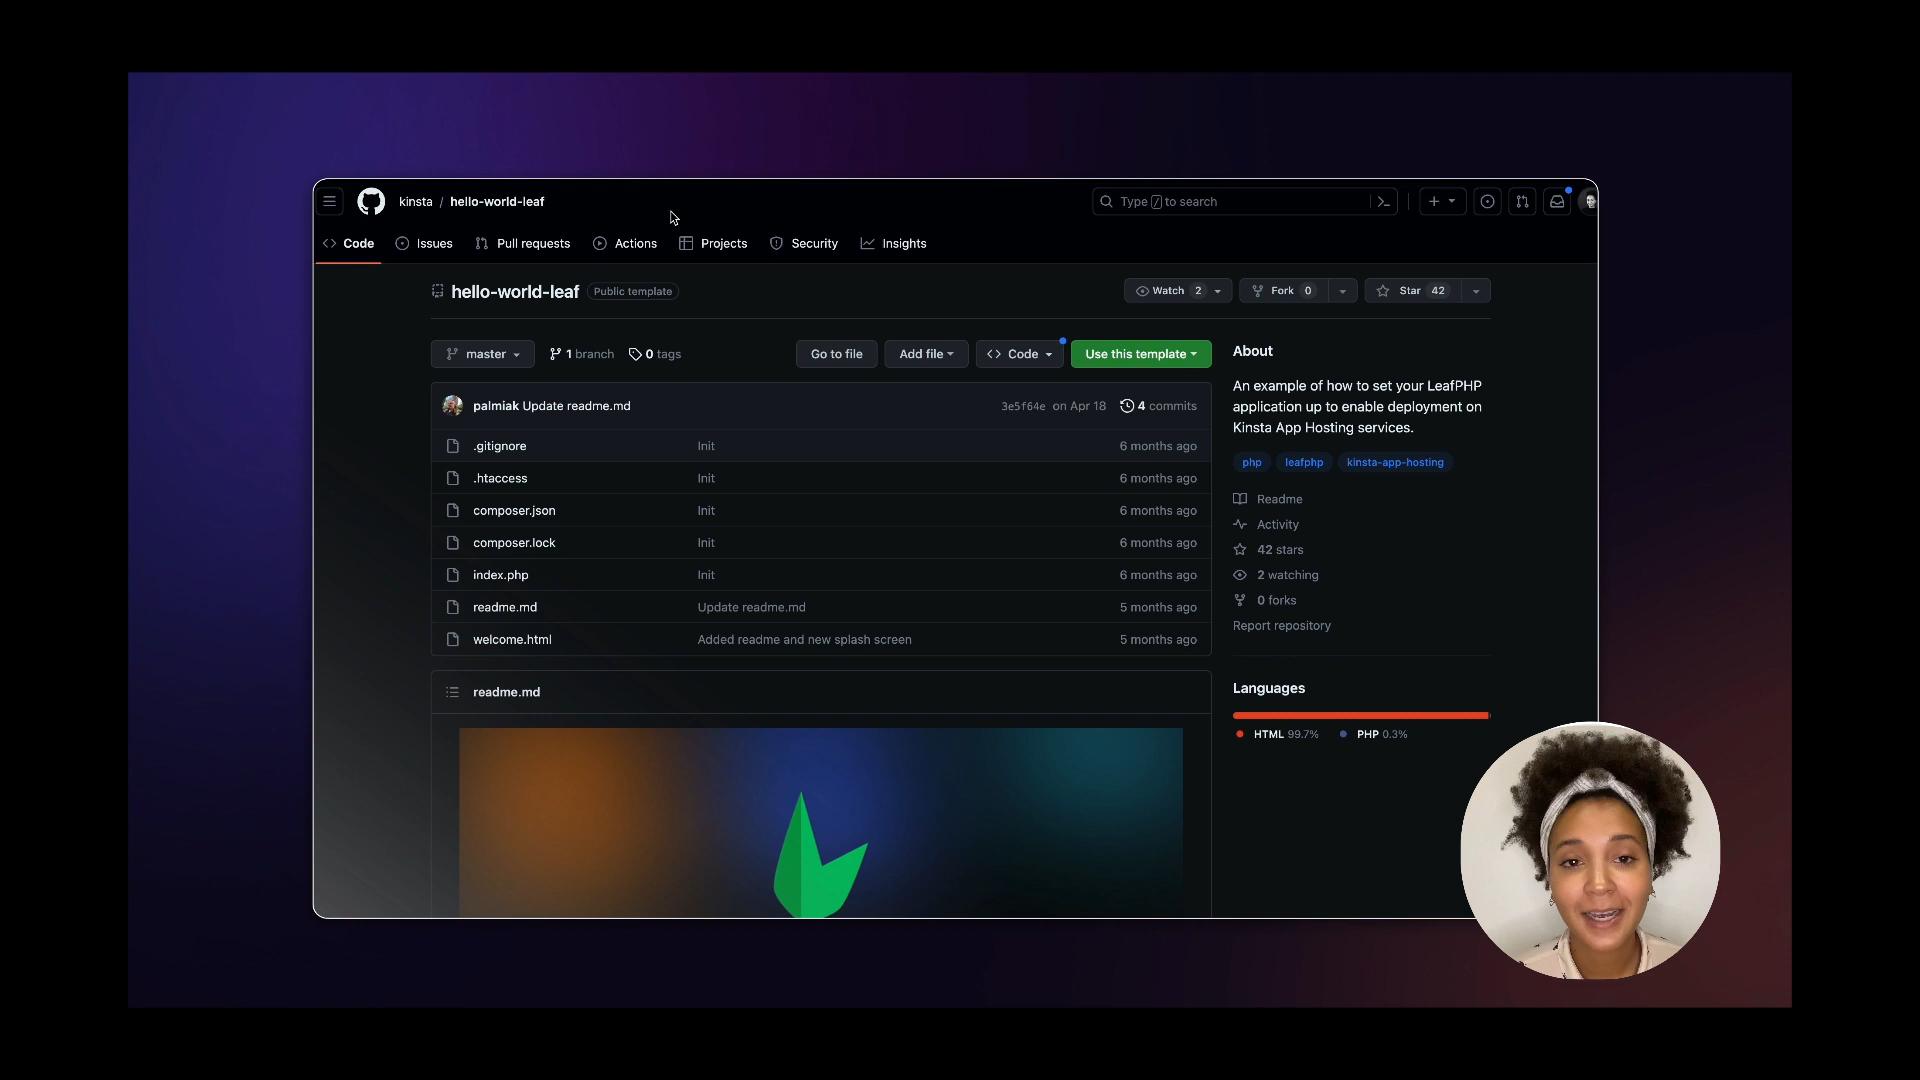 kinsta / hello-world-leaf
Type / to search
Code Issues Pull requests Actions Projects Security Insights
hello-world-leaf Public template
Watch 2 Fork 0 Star 42
master 1 branch 0 tags Go to file Add file Code Use this template
palmiak Update readme.md 3e5f64e on Apr 18 4 commits
.gitignore Init 6 months ago
.htaccess Init 6 months ago
composer.json Init 6 months ago
composer.lock Init 6 months ago
index.php Init 6 months ago
readme.md Update readme.md 5 months ago
welcome.html Added readme and new splash screen 5 months ago
readme.md
About
An example of how to set your LeafPHP
application up to enable deployment on
Kinsta App Hosting services.
php leafphp kinsta-app-hosting
Readme
Activity
42 stars
2 watching
0 forks
Report repository
Languages
HTML 99.7% PHP 0.3%